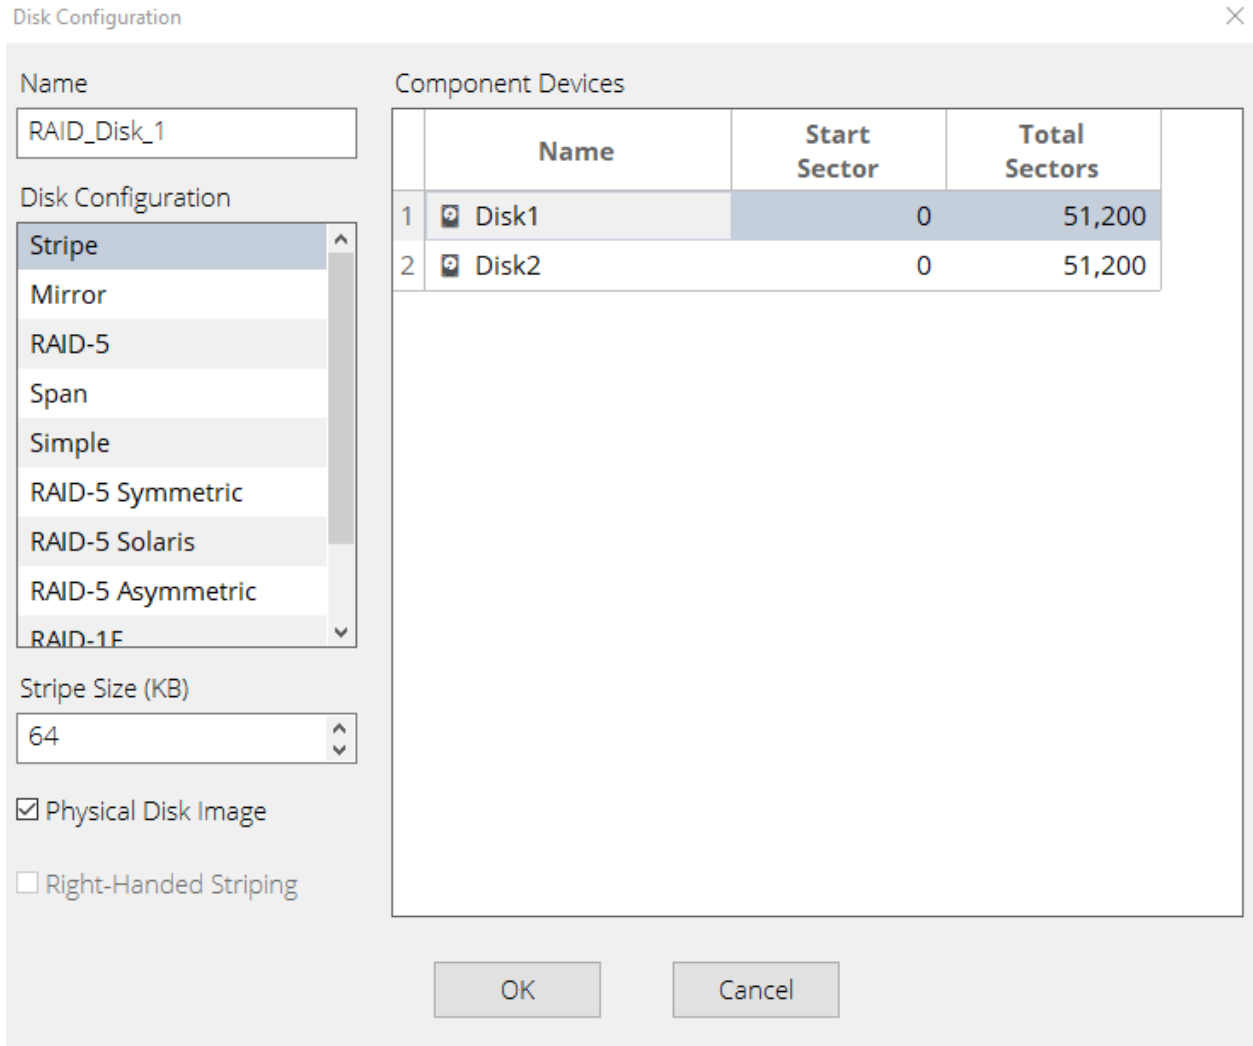 Disk Configuration
Name
RAID_Disk_1
Disk Configuration
Stripe
Mirror
RAID-5
Span
Simple
RAID-5 Symmetric
RAID-5 Solaris
RAID-5 Asymmetric
RAID-1E
Stripe Size (KB)
64
Physical Disk Image
Right-Handed Striping
Component Devices
Name Start Sector Total Sectors
1 Disk1 0 51,200
2 Disk2 0 51,200
OK Cancel